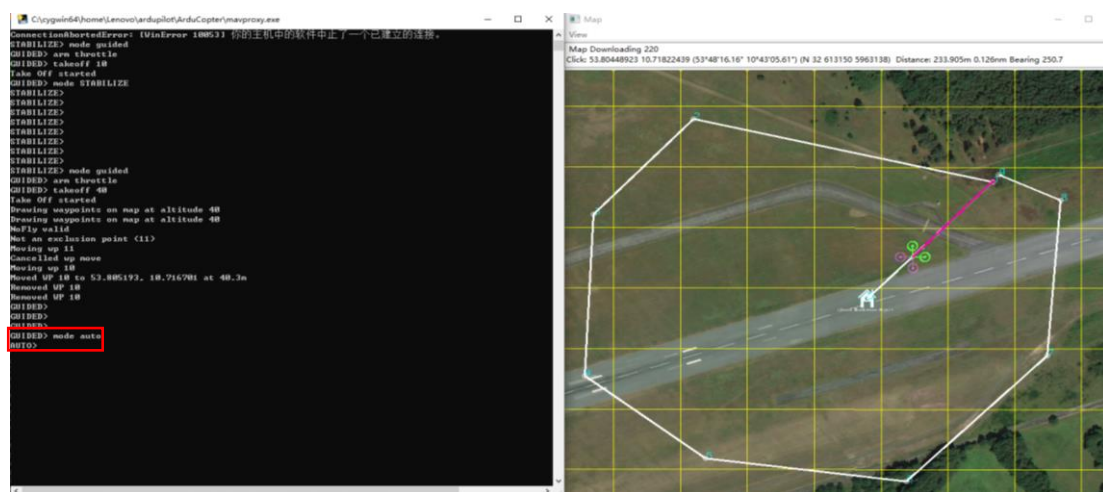 C:\cygwin64\home\Lenovo\ardupilot\ArduCopter\mavproxy.exe
ConnectionAbortedError: [WinError 10053] 你的主机中的软件中止了一个已建立的连接。
STABILIZE> mode guided
GUIDED> arm throttle
GUIDED> takeoff 10
Take Off started
GUIDED> mode STABILIZE
STABILIZE>
STABILIZE>
STABILIZE>
STABILIZE>
STABILIZE>
STABILIZE>
STABILIZE>
STABILIZE> mode guided
GUIDED> arm throttle
GUIDED> takeoff 40
Take Off started
Drawing waypoints on map at altitude 40
Drawing waypoints on map at altitude 40
NoFly valid
Not an exclusion point (11)
Moving wp 11
Cancelled wp move
Moving wp 10
Moved WP 10 to 53.805193, 10.716701 at 40.3m
Removed WP 10
Removed WP 10
GUIDED>
GUIDED>
GUIDED>
GUIDED> mode auto
AUTO>
Map
View
Map Downloading 220
Click: 53.80448923 10.71822439 (53°48'16.16" 10°43'05.61") (N 32 613150 5963138) Distance: 233.905m 0.126nm Bearing 250.7